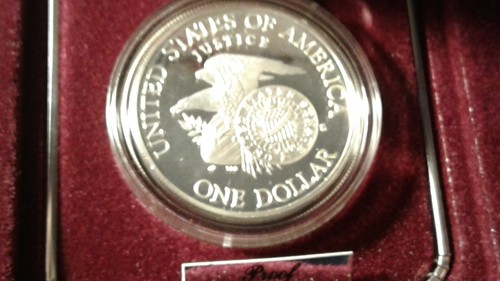 UNITED STATES OF AMERICA
JUSTICE
ONE DOLLAR
Proof